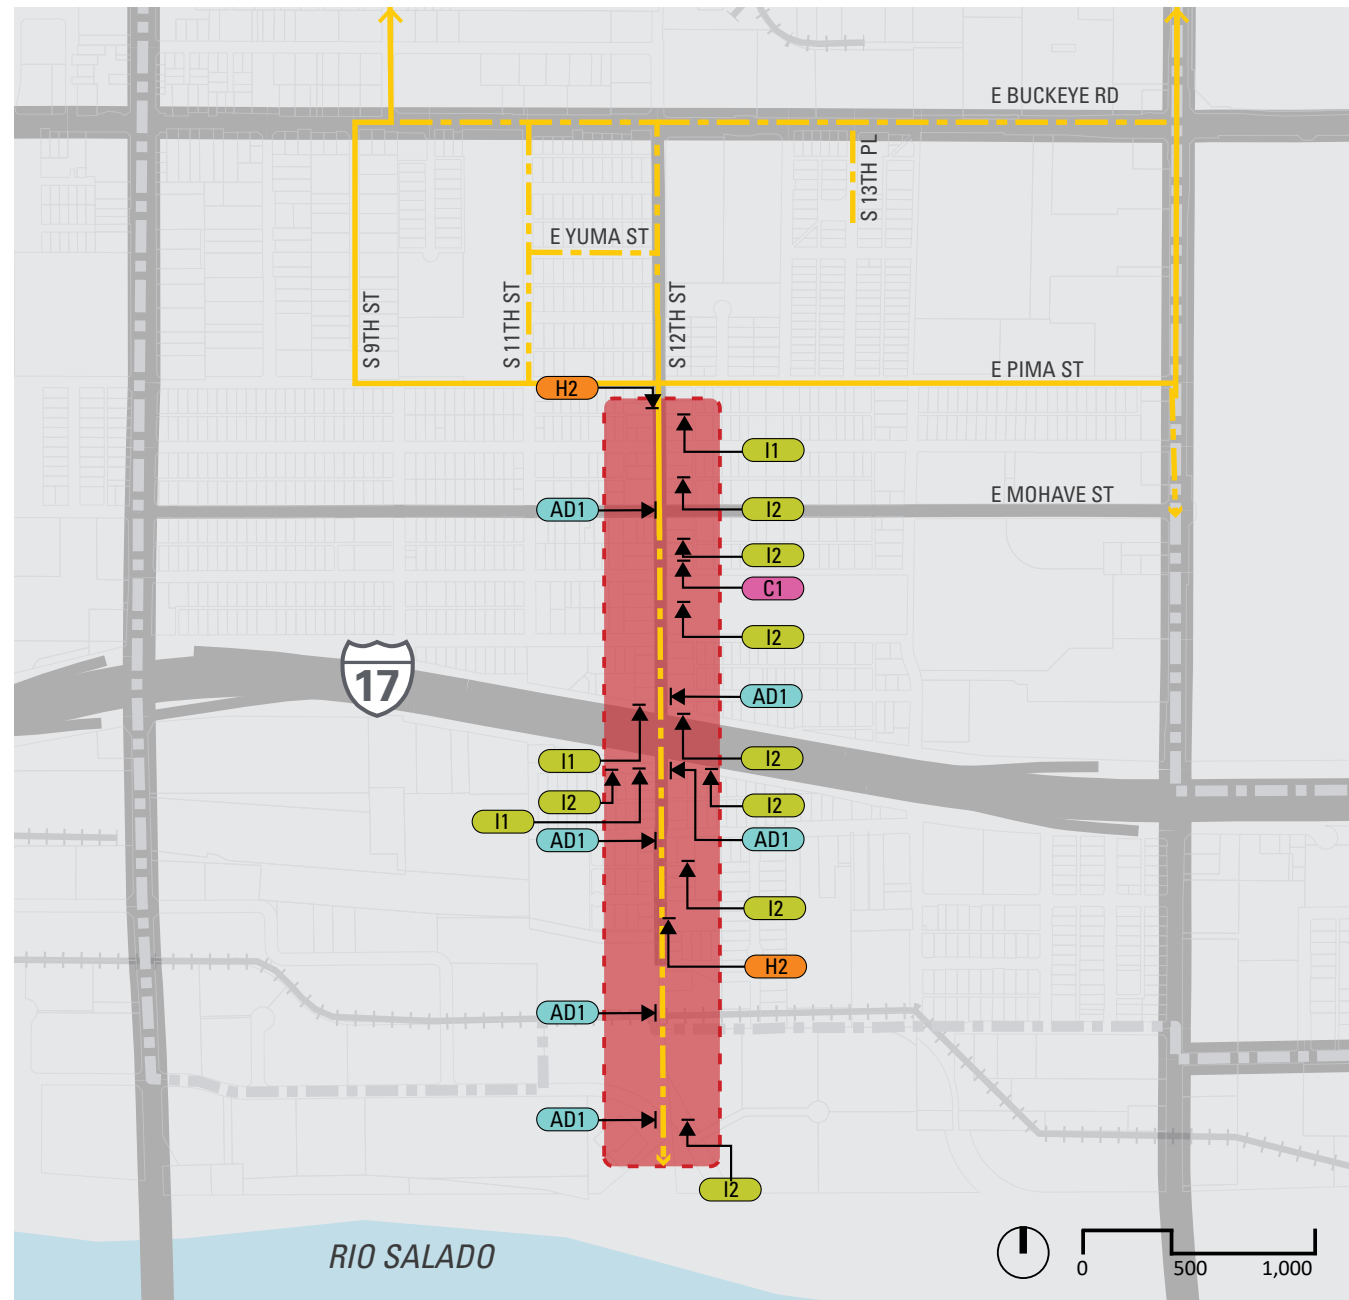 E BUCKEYE RD
S 13TH PL
E YUMA ST
S 9TH ST
S 11TH ST
S 12TH ST
E PIMA ST
H2
I1
E MOHAVE ST
AD1
I2
I2
C1
I2
17
AD1
I1
I2
I2
I2
I1
AD1
AD1
I2
H2
AD1
AD1
I2
RIO SALADO
0 500 1,000